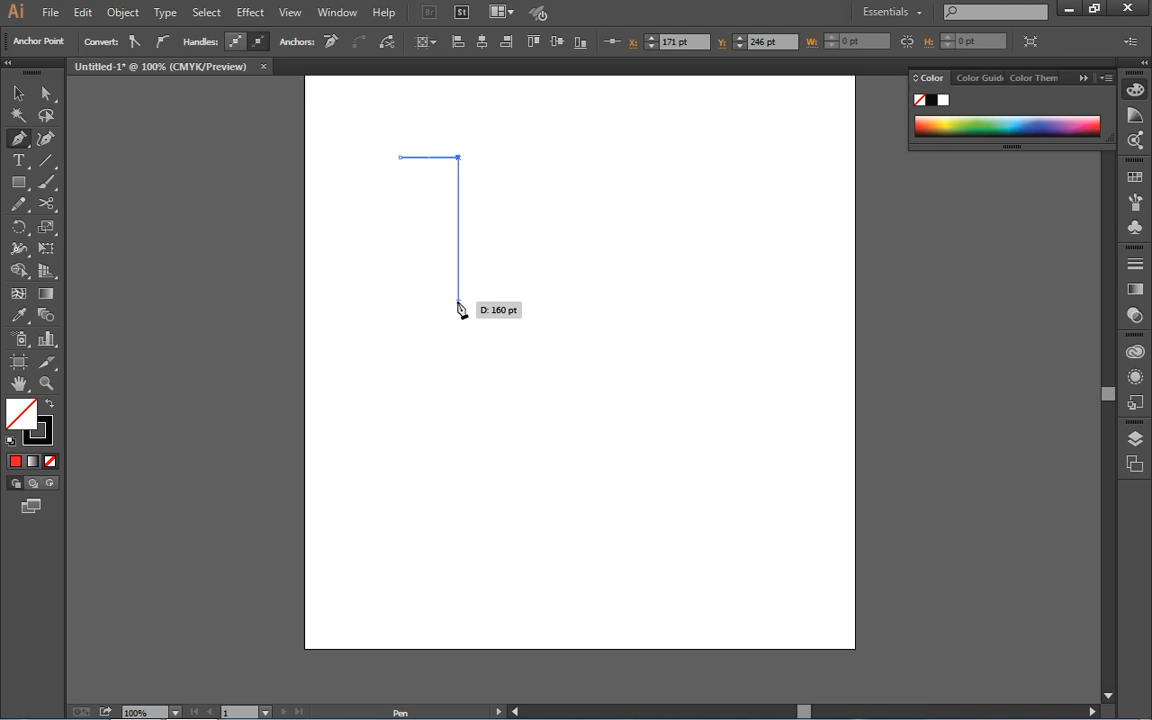 Ai File Edit Object Type Select Effect View Window Help Br St Essentials
Anchor Point Convert: Handles: Anchors: X: 171 pt Y: 246 pt W: 0 pt H: 0 pt
Untitled-1* @ 100% (CMYK/Preview) ×
Color Color Guid Color Them
D: 160 pt
100% 1 Pen